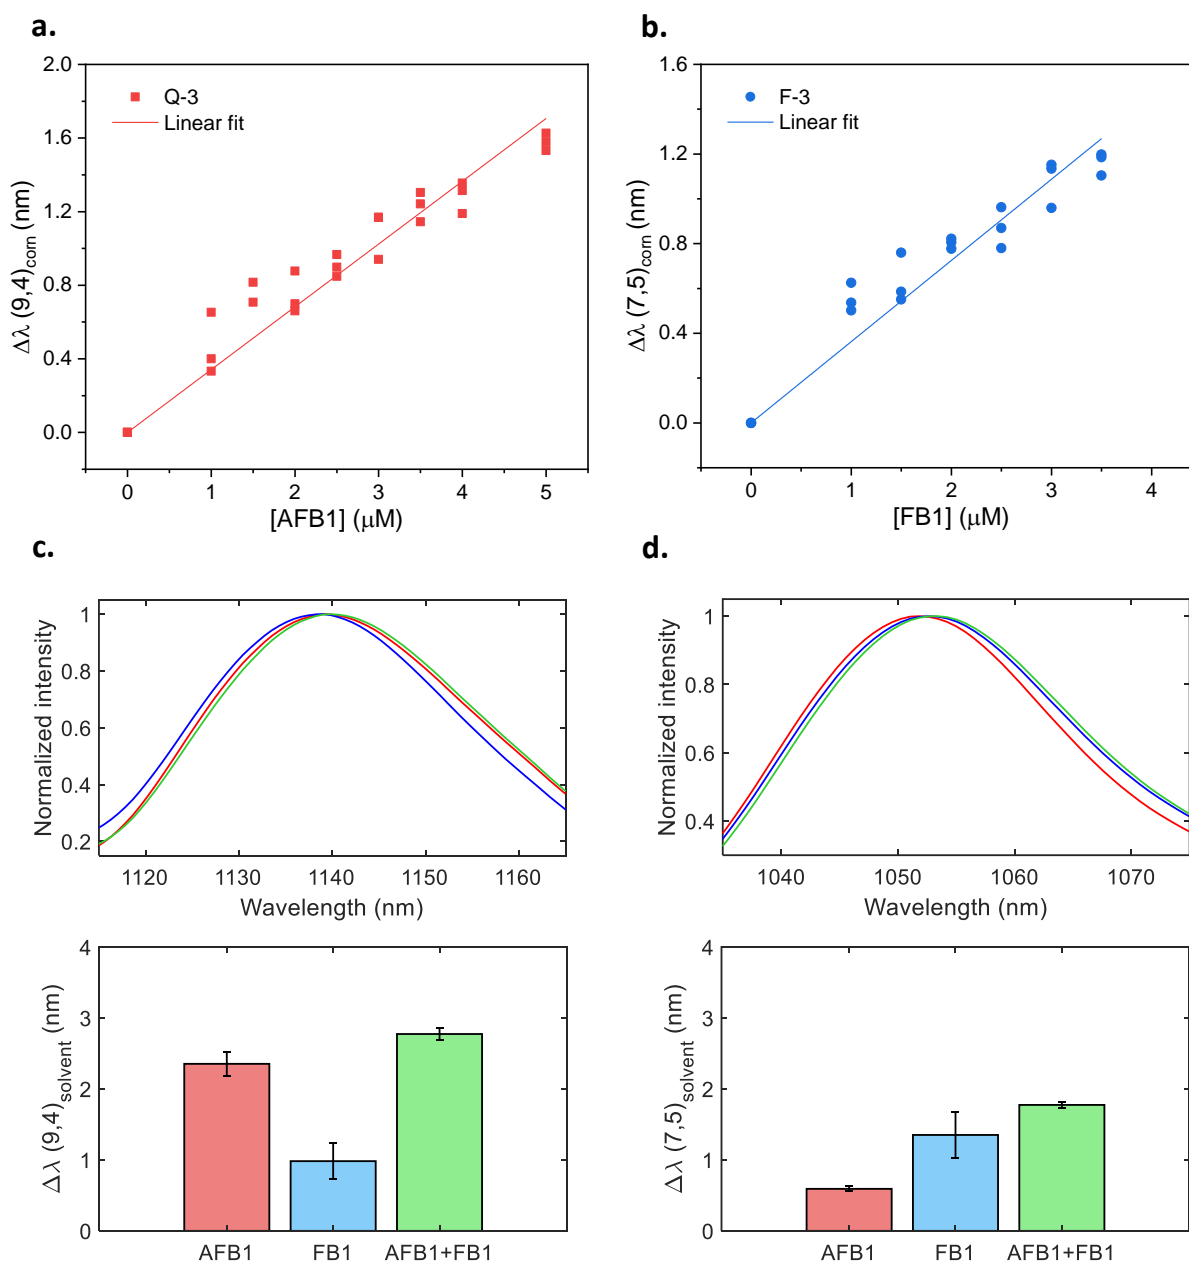 a.
2.0
1.6
1.2
0.8
0.4
0.0
Δλ (9,4)corn (nm)
Q-3
Linear fit
0 1 2 3 4 5
[AFB1] (μM)
b.
1.6
1.2
0.8
0.4
0.0
Δλ (7,5)corn (nm)
F-3
Linear fit
0 1 2 3 4
[FB1] (μM)
c.
1
0.8
0.6
0.4
0.2
Normalized intensity
1120 1130 1140 1150 1160
Wavelength (nm)
4
3
2
1
0
Δλ (9,4)solvent (nm)
AFB1 FB1 AFB1+FB1
d.
1
0.8
0.6
0.4
Normalized intensity
1040 1050 1060 1070
Wavelength (nm)
4
3
2
1
0
Δλ (7,5)solvent (nm)
AFB1 FB1 AFB1+FB1